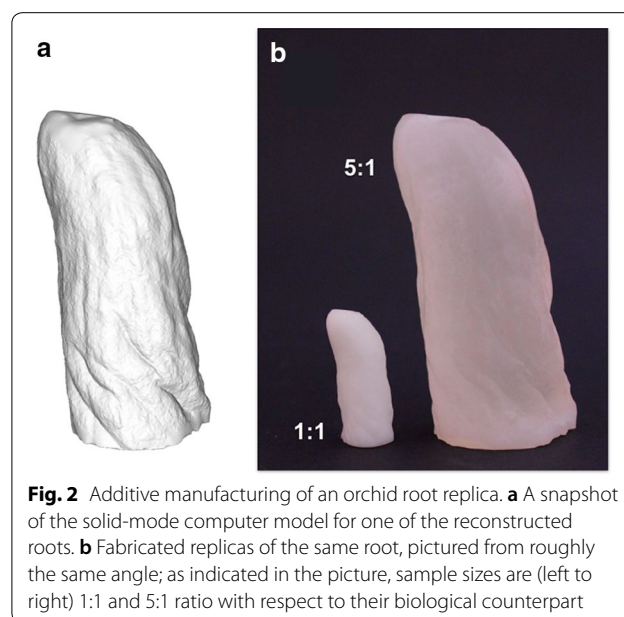 a
b
5:1
1:1
Fig. 2 Additive manufacturing of an orchid root replica. a A snapshot
of the solid-mode computer model for one of the reconstructed
roots. b Fabricated replicas of the same root, pictured from roughly
the same angle; as indicated in the picture, sample sizes are (left to
right) 1:1 and 5:1 ratio with respect to their biological counterpart